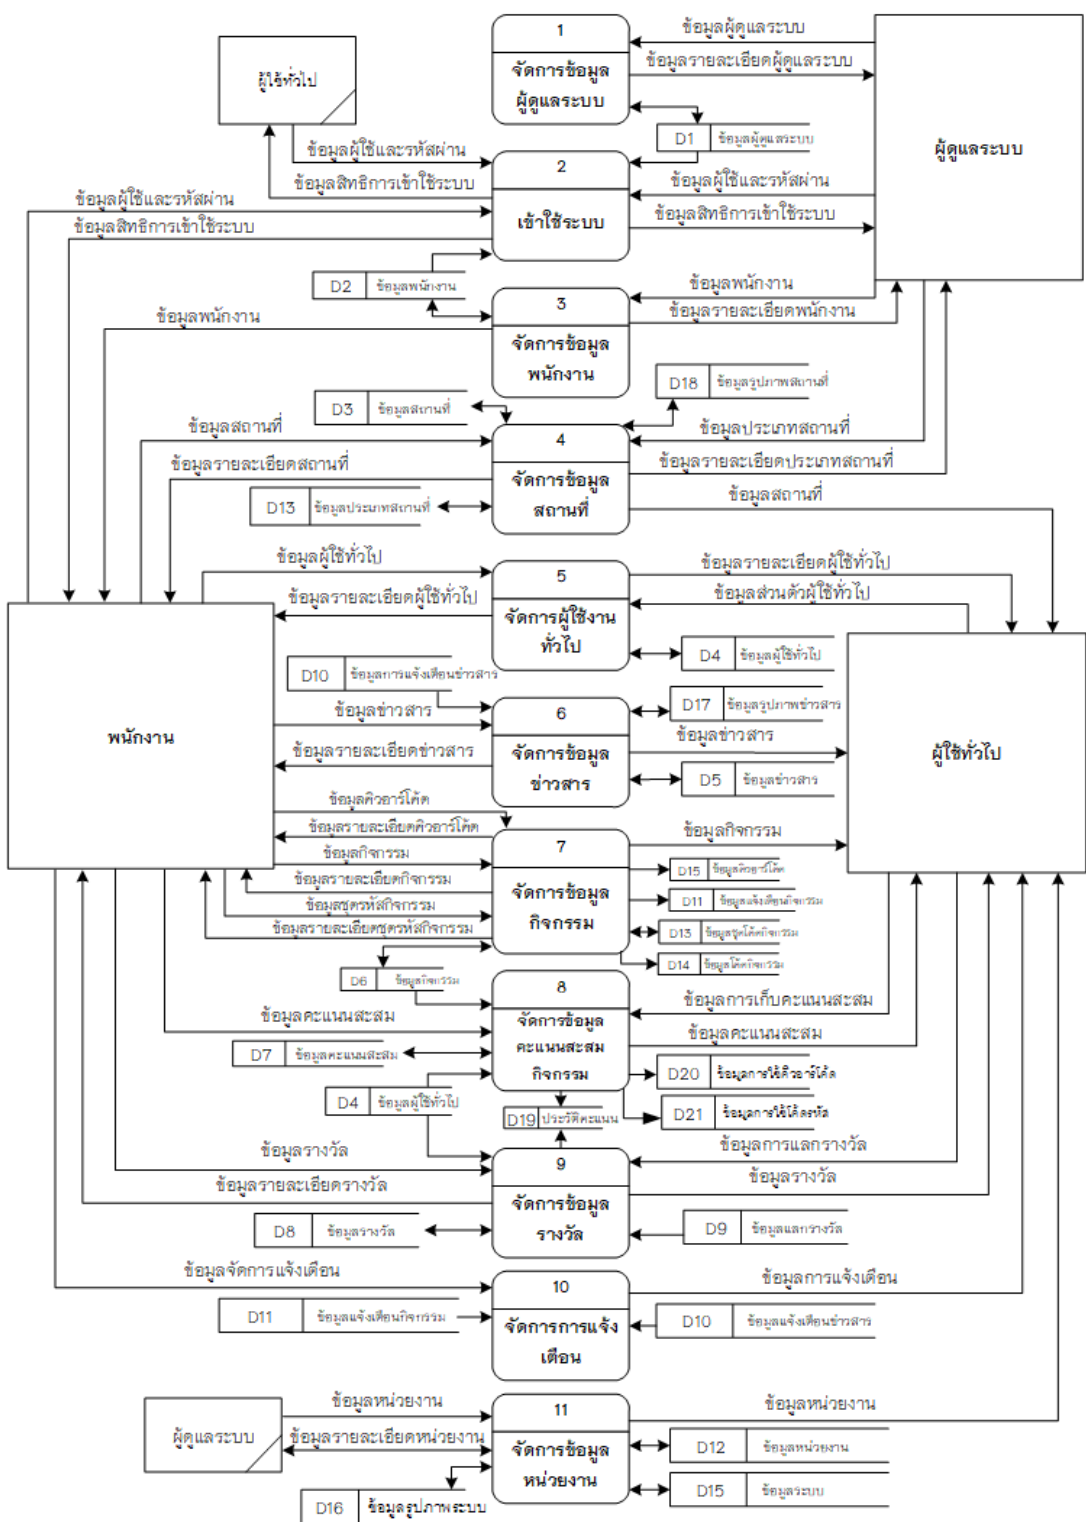 1
จัดการข้อมูล
ผู้ดูแลระบบ
ข้อมูลผู้ดูแลระบบ
ข้อมูลรายละเอียดผู้ดูแลระบบ
ผู้ใช้ทั่วไป
D1 ข้อมูลผู้ดูแลระบบ
ผู้ดูแลระบบ
ข้อมูลผู้ใช้และรหัสผ่าน
ข้อมูลสิทธิการเข้าใช้ระบบ
2
เข้าใช้ระบบ
ข้อมูลผู้ใช้และรหัสผ่าน
ข้อมูลสิทธิการเข้าใช้ระบบ
ข้อมูลผู้ใช้และรหัสผ่าน
ข้อมูลสิทธิการเข้าใช้ระบบ
D2 ข้อมูลพนักงาน
ข้อมูลพนักงาน
3
จัดการข้อมูล
พนักงาน
ข้อมูลพนักงาน
ข้อมูลรายละเอียดพนักงาน
D18 ข้อมูลรูปภาพสถานที่
D3 ข้อมูลสถานที่
ข้อมูลสถานที่
ข้อมูลรายละเอียดสถานที่
4
จัดการข้อมูล
สถานที่
ข้อมูลประเภทสถานที่
ข้อมูลรายละเอียดประเภทสถานที่
ข้อมูลสถานที่
D13 ข้อมูลประเภทสถานที่
ข้อมูลผู้ใช้ทั่วไป
ข้อมูลรายละเอียดผู้ใช้ทั่วไป
5
จัดการผู้ใช้งาน
ทั่วไป
ข้อมูลรายละเอียดผู้ใช้ทั่วไป
ข้อมูลส่วนตัวผู้ใช้ทั่วไป
D4 ข้อมูลผู้ใช้ทั่วไป
D10 ข้อมูลการแจ้งเตือนข่าวสาร
D17 ข้อมูลรูปภาพข่าวสาร
พนักงาน
ข้อมูลข่าวสาร
ข้อมูลรายละเอียดข่าวสาร
6
จัดการข้อมูล
ข่าวสาร
ข้อมูลข่าวสาร
D5 ข้อมูลข่าวสาร
ผู้ใช้ทั่วไป
ข้อมูลคิวอาร์โค้ด
ข้อมูลรายละเอียดคิวอาร์โค้ด
ข้อมูลกิจกรรม
ข้อมูลรายละเอียดกิจกรรม
ข้อมูลชุดรหัสกิจกรรม
ข้อมูลรายละเอียดชุดรหัสกิจกรรม
7
จัดการข้อมูล
กิจกรรม
ข้อมูลกิจกรรม
D15 ข้อมูลคิวอาร์โค้ด
D11 ข้อมูลแจ้งเตือนกิจกรรม
D13 ข้อมูลชุดโค้ดกิจกรรม
D14 ข้อมูลโค้ดกิจกรรม
D6 ข้อมูลกิจกรรม
ข้อมูลคะแนนสะสม
D7 ข้อมูลคะแนนสะสม
D4 ข้อมูลผู้ใช้ทั่วไป
8
จัดการข้อมูล
คะแนนสะสม
กิจกรรม
ข้อมูลการเก็บคะแนนสะสม
ข้อมูลคะแนนสะสม
D20 ข้อมูลการใช้คิวอาร์โค้ด
D21 ข้อมูลการใช้โค้ดรหัส
D19 ประวัติคะแนน
ข้อมูลรางวัล
ข้อมูลรายละเอียดรางวัล
D8 ข้อมูลรางวัล
9
จัดการข้อมูล
รางวัล
ข้อมูลการแลกรางวัล
ข้อมูลรางวัล
D9 ข้อมูลแลกรางวัล
ข้อมูลจัดการแจ้งเตือน
D11 ข้อมูลแจ้งเตือนกิจกรรม
10
จัดการการแจ้ง
เตือน
ข้อมูลการแจ้งเตือน
D10 ข้อมูลแจ้งเตือนข่าวสาร
ผู้ดูแลระบบ
ข้อมูลหน่วยงาน
ข้อมูลรายละเอียดหน่วยงาน
D16 ข้อมูลรูปภาพระบบ
11
จัดการข้อมูล
หน่วยงาน
ข้อมูลหน่วยงาน
D12 ข้อมูลหน่วยงาน
D15 ข้อมูลระบบ